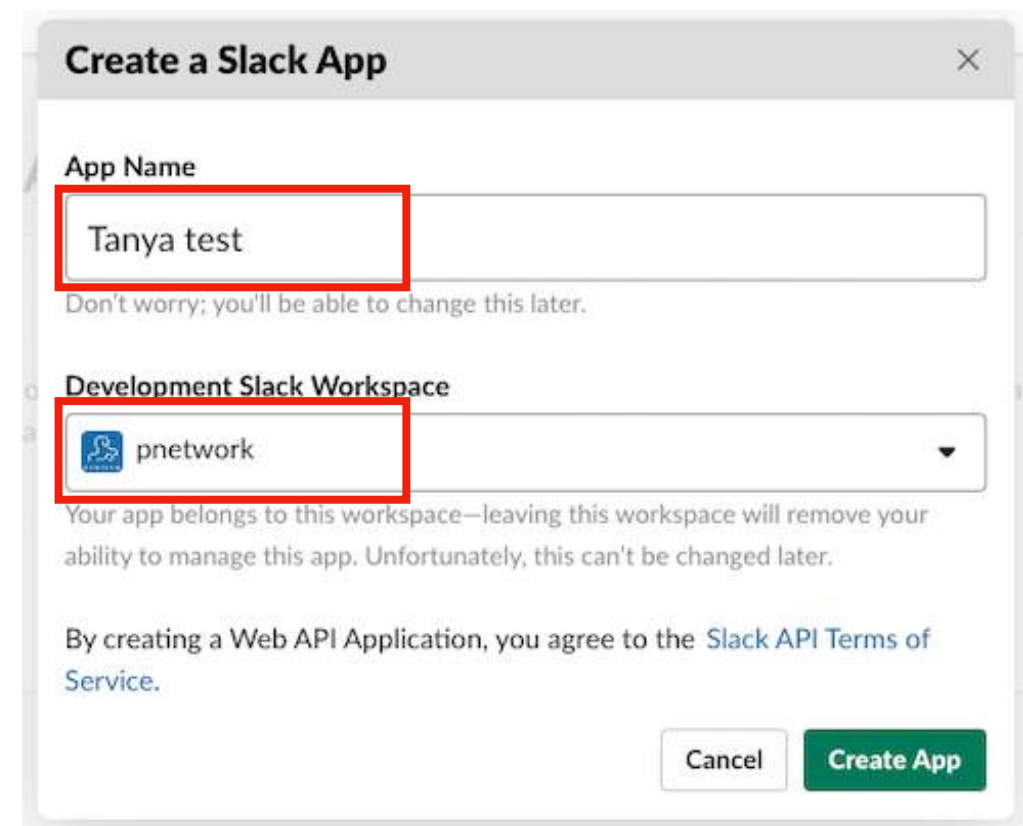 Create a Slack App
App Name
Tanya test
Don't worry; you'll be able to change this later.
Development Slack Workspace
pnetwork
Your app belongs to this workspace—leaving this workspace will remove your
ability to manage this app. Unfortunately, this can't be changed later.
By creating a Web API Application, you agree to the Slack API Terms of
Service.
Cancel
Create App